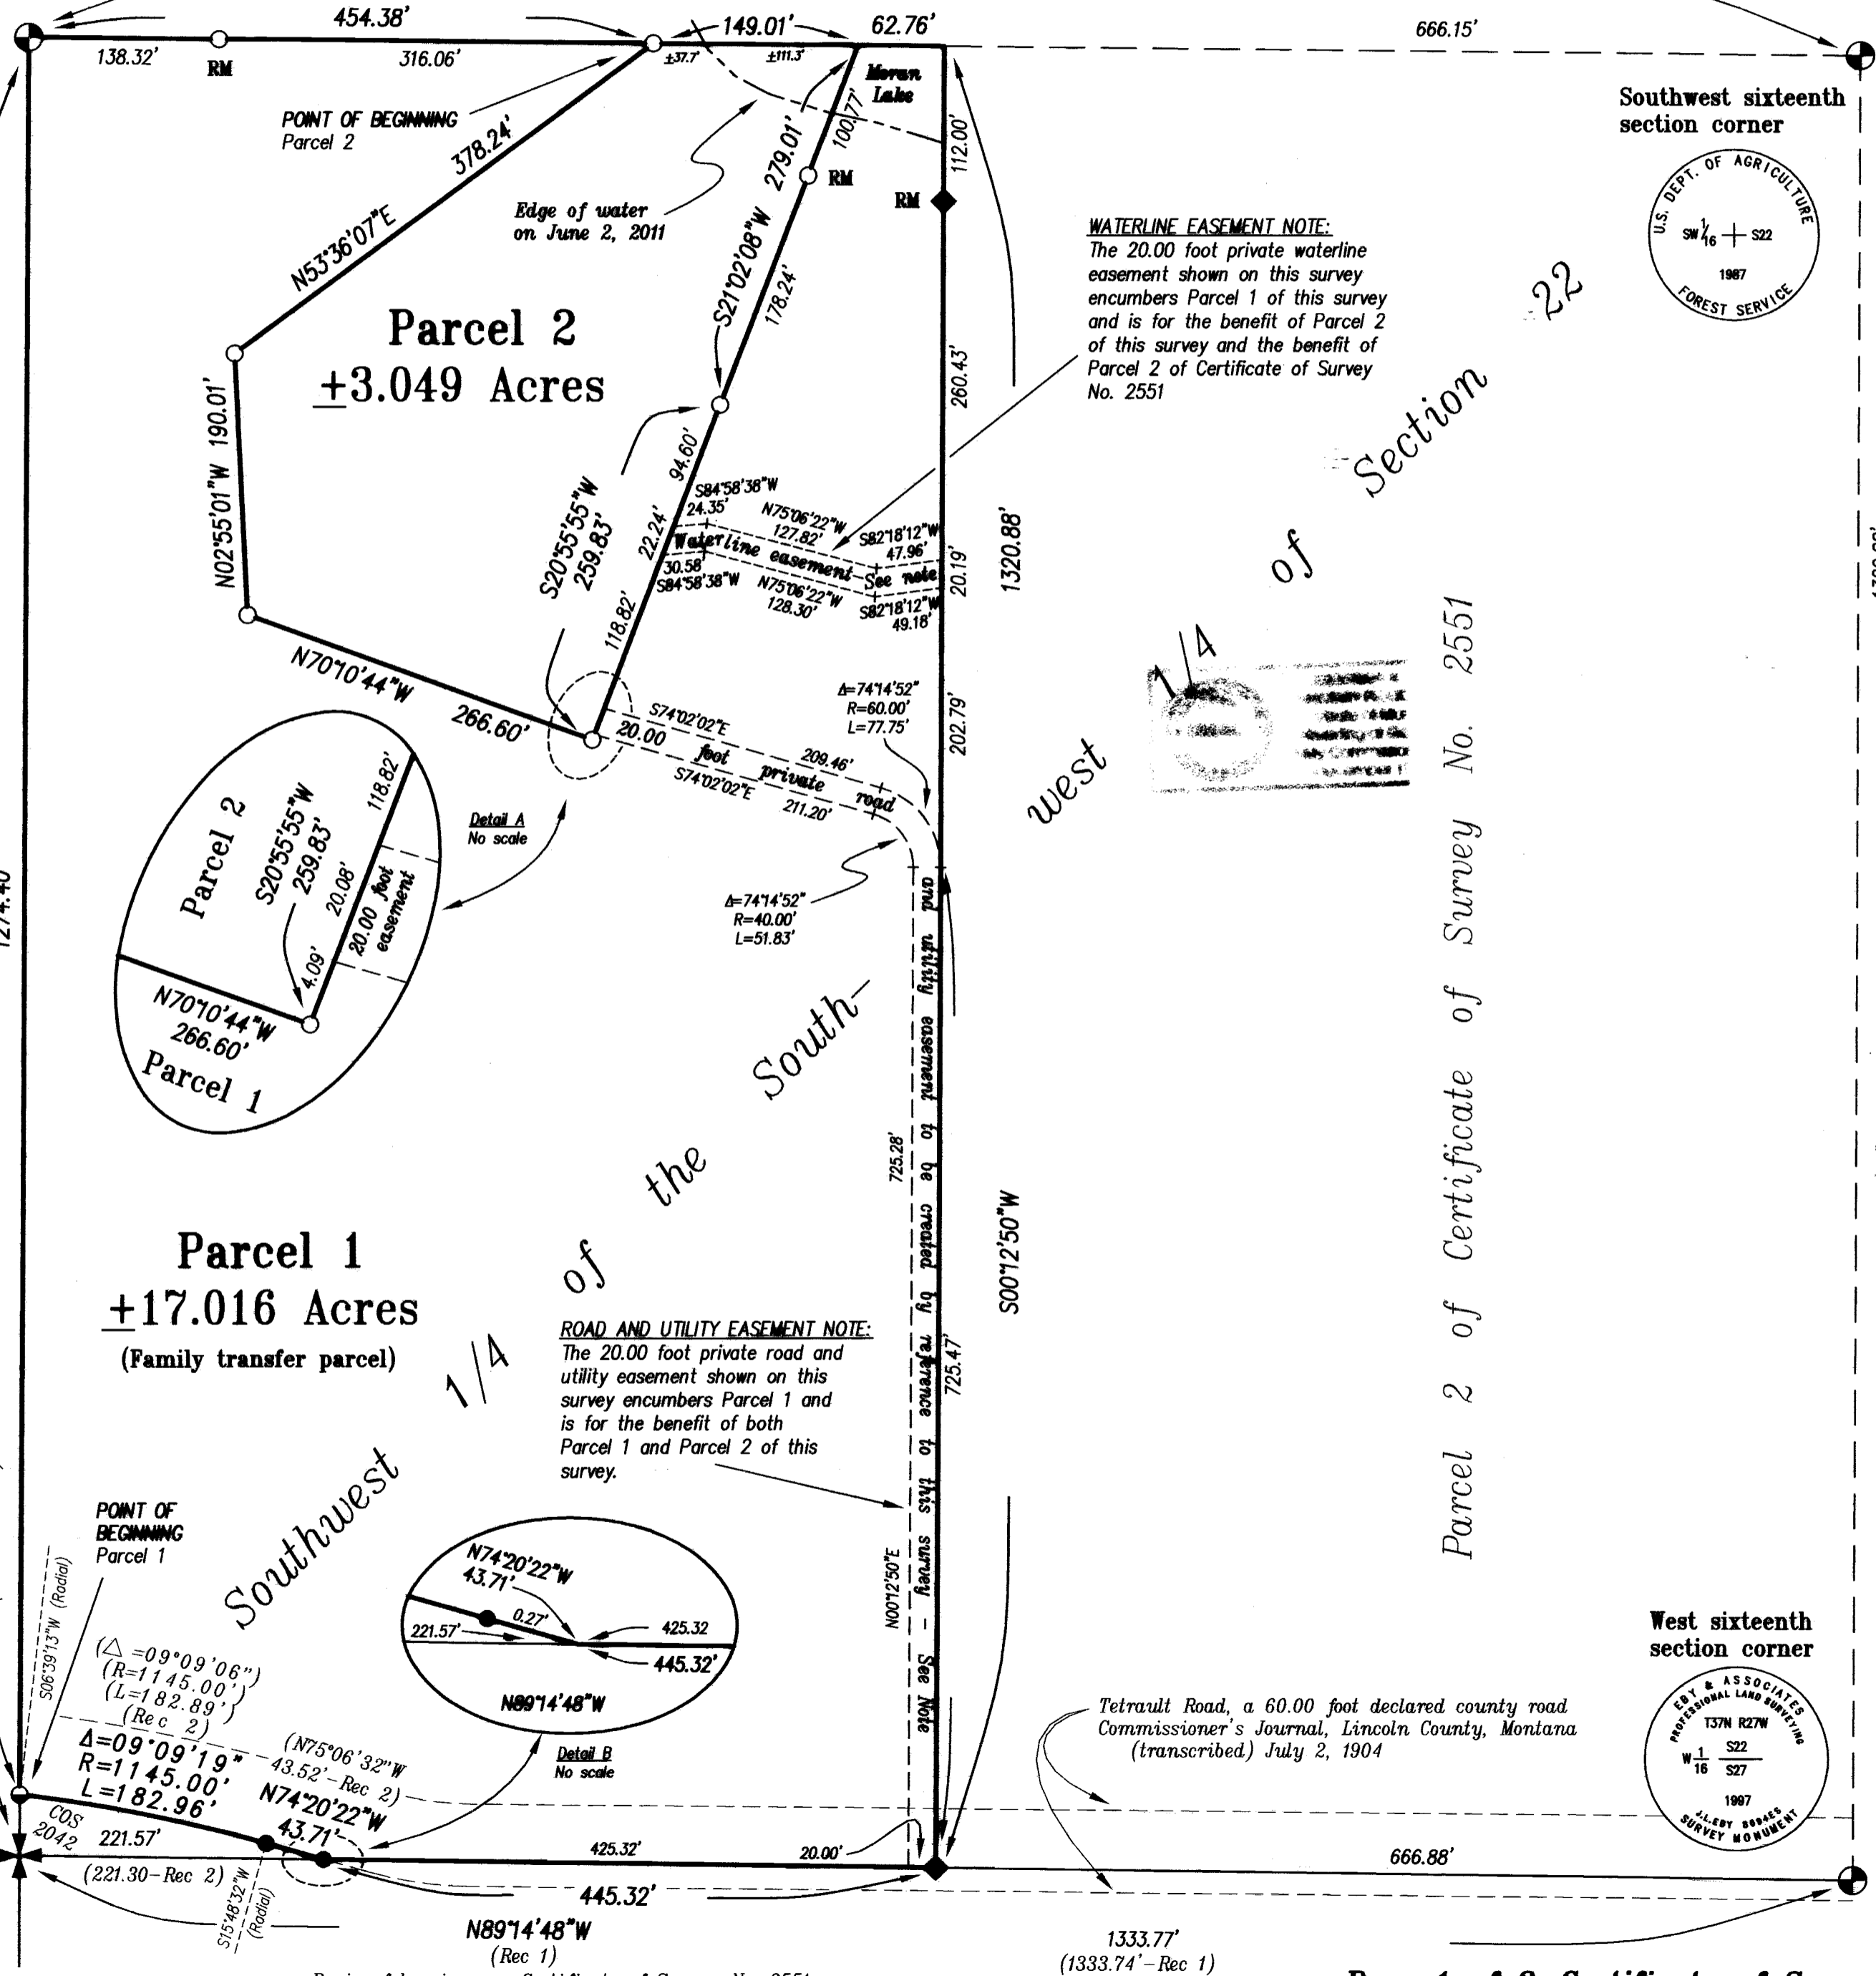 454.38'
149.01'
62.76'
666.15'
138.32'
RM
316.06'
±37.7'
±111.3'
Moran
Lake
POINT OF BEGINNING
Parcel 2
378.24'
N53°36'07"E
Edge of water
on June 2, 2011
279.01'
S21°02'08"W
100.77'
RM
178.24'
112.00'
RM
260.43'
Southwest sixteenth
section corner
U.S. DEPT. OF AGRICULTURE
SW 1/16 S22
1987
FOREST SERVICE
WATERLINE EASEMENT NOTE:
The 20.00 foot private waterline
easement shown on this survey
encumbers Parcel 1 of this survey
and is for the benefit of Parcel 2
of this survey and the benefit of
Parcel 2 of Certificate of Survey
No. 2551
Parcel 2
±3.049 Acres
N02°55'01"W 190.01'
N70°10'44"W
266.60'
S20°55'55"W
259.83'
94.60'
22.24'
118.82'
S84°58'38"W
24.35'
N75°06'22"W
127.82'
S82°18'12"W
47.96'
Waterline easement-See note
30.58'
S84°58'38"W
N75°06'22"W
128.30'
S82°18'12"W
49.18'
20.19'
1320.88'
202.79'
Δ=74°14'52"
R=60.00'
L=77.75'
S74°02'02"E
209.46'
20.00 foot private road
S74°02'02"E
211.20'
Δ=74°14'52"
R=40.00'
L=51.83'
and utility easement to be created by reference to this survey - See Note
Detail A
No scale
Parcel 2
S20°55'55"W
259.83'
118.82'
20.08'
4.09'
20.00 foot
easement
N70°10'44"W
266.60'
Parcel 1
1274.40'
Southwest 1/4 of the South-
west 1/4 of Section 22
Parcel 2 of Certificate of Survey No. 2551
725.28'
N00°12'50"E
725.47'
S00°12'50"W
Parcel 1
±17.016 Acres
(Family transfer parcel)
ROAD AND UTILITY EASEMENT NOTE:
The 20.00 foot private road and
utility easement shown on this
survey encumbers Parcel 1 and
is for the benefit of both
Parcel 1 and Parcel 2 of this
survey.
POINT OF
BEGINNING
Parcel 1
S06°39'13"W (Radial)
(△ =09°09'06")
(R=1145.00')
(L=182.89')
(Rec 2)
Δ=09°09'19"
R=1145.00'
L=182.96'
(N75°06'32"W
43.52'-Rec 2)
N74°20'22"W
43.71'
N74°20'22"W
43.71'
0.27'
221.57'
425.32
445.32'
N89°14'48"W
Detail B
No scale
Tetrault Road, a 60.00 foot declared county road
Commissioner's Journal, Lincoln County, Montana
(transcribed) July 2, 1904
West sixteenth
section corner
EBY & ASSOCIATES
PROFESSIONAL LAND SURVEYING
T37N R27W
W 1/16 S22
S27
1997
SURVEY MONUMENT
COS
2042
221.57'
(221.30-Rec 2)
S15°48'32"W
(Radial)
425.32'
20.00'
445.32'
666.88'
N89°14'48"W
(Rec 1)
1333.77'
(1333.74'-Rec 1)